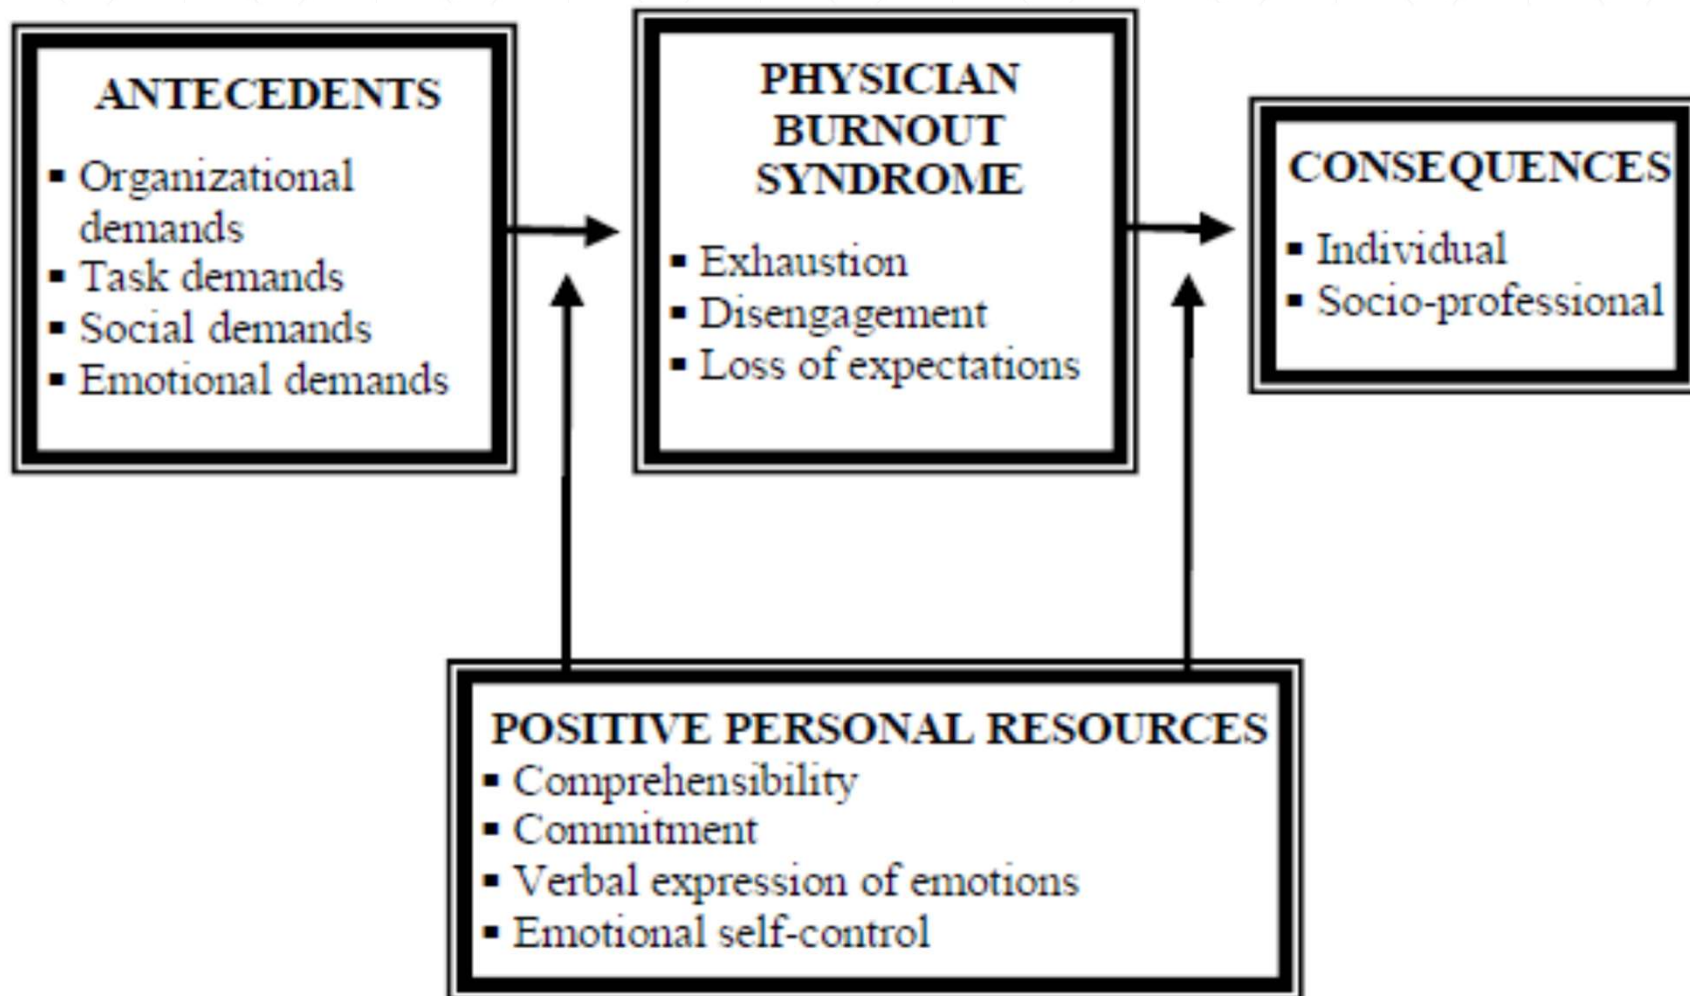 ANTECEDENTS
▪ Organizational
demands
▪ Task demands
▪ Social demands
▪ Emotional demands
PHYSICIAN
BURNOUT
SYNDROME
▪ Exhaustion
▪ Disengagement
▪ Loss of expectations
CONSEQUENCES
▪ Individual
▪ Socio-professional
POSITIVE PERSONAL RESOURCES
▪ Comprehensibility
▪ Commitment
▪ Verbal expression of emotions
▪ Emotional self-control